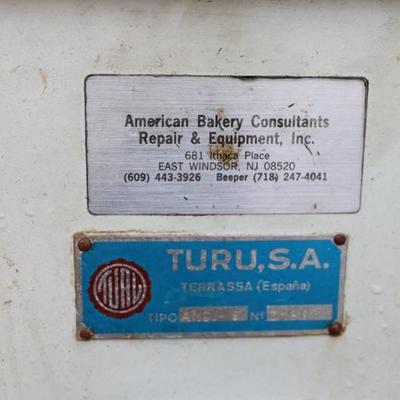 American Bakery Consultants
Repair & Equipment, Inc.
681 Ithaca Place
EAST WINDSOR, NJ 08520
(609) 443-3926 Beeper (718) 247-4041
TURU
TURU, S.A.
TERRASSA (España)
TIPO Nº